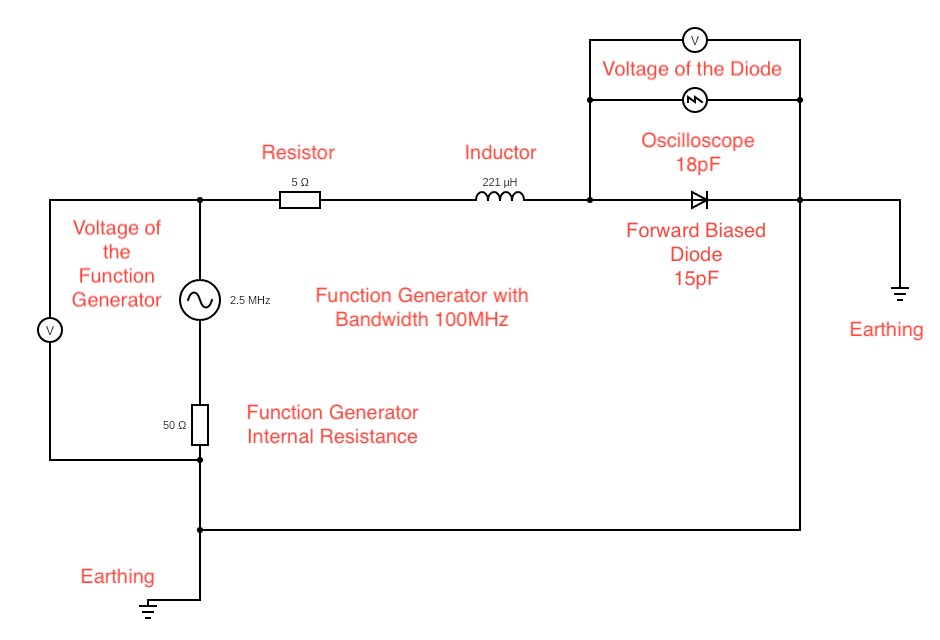 V
Voltage of the Diode
Oscilloscope
18pF
Resistor
Inductor
5 Ω
221 µH
Voltage of
the
Function
Generator
Forward Biased
Diode
15pF
2.5 MHz
Function Generator with
Bandwidth 100MHz
V
Earthing
50 Ω
Function Generator
Internal Resistance
Earthing